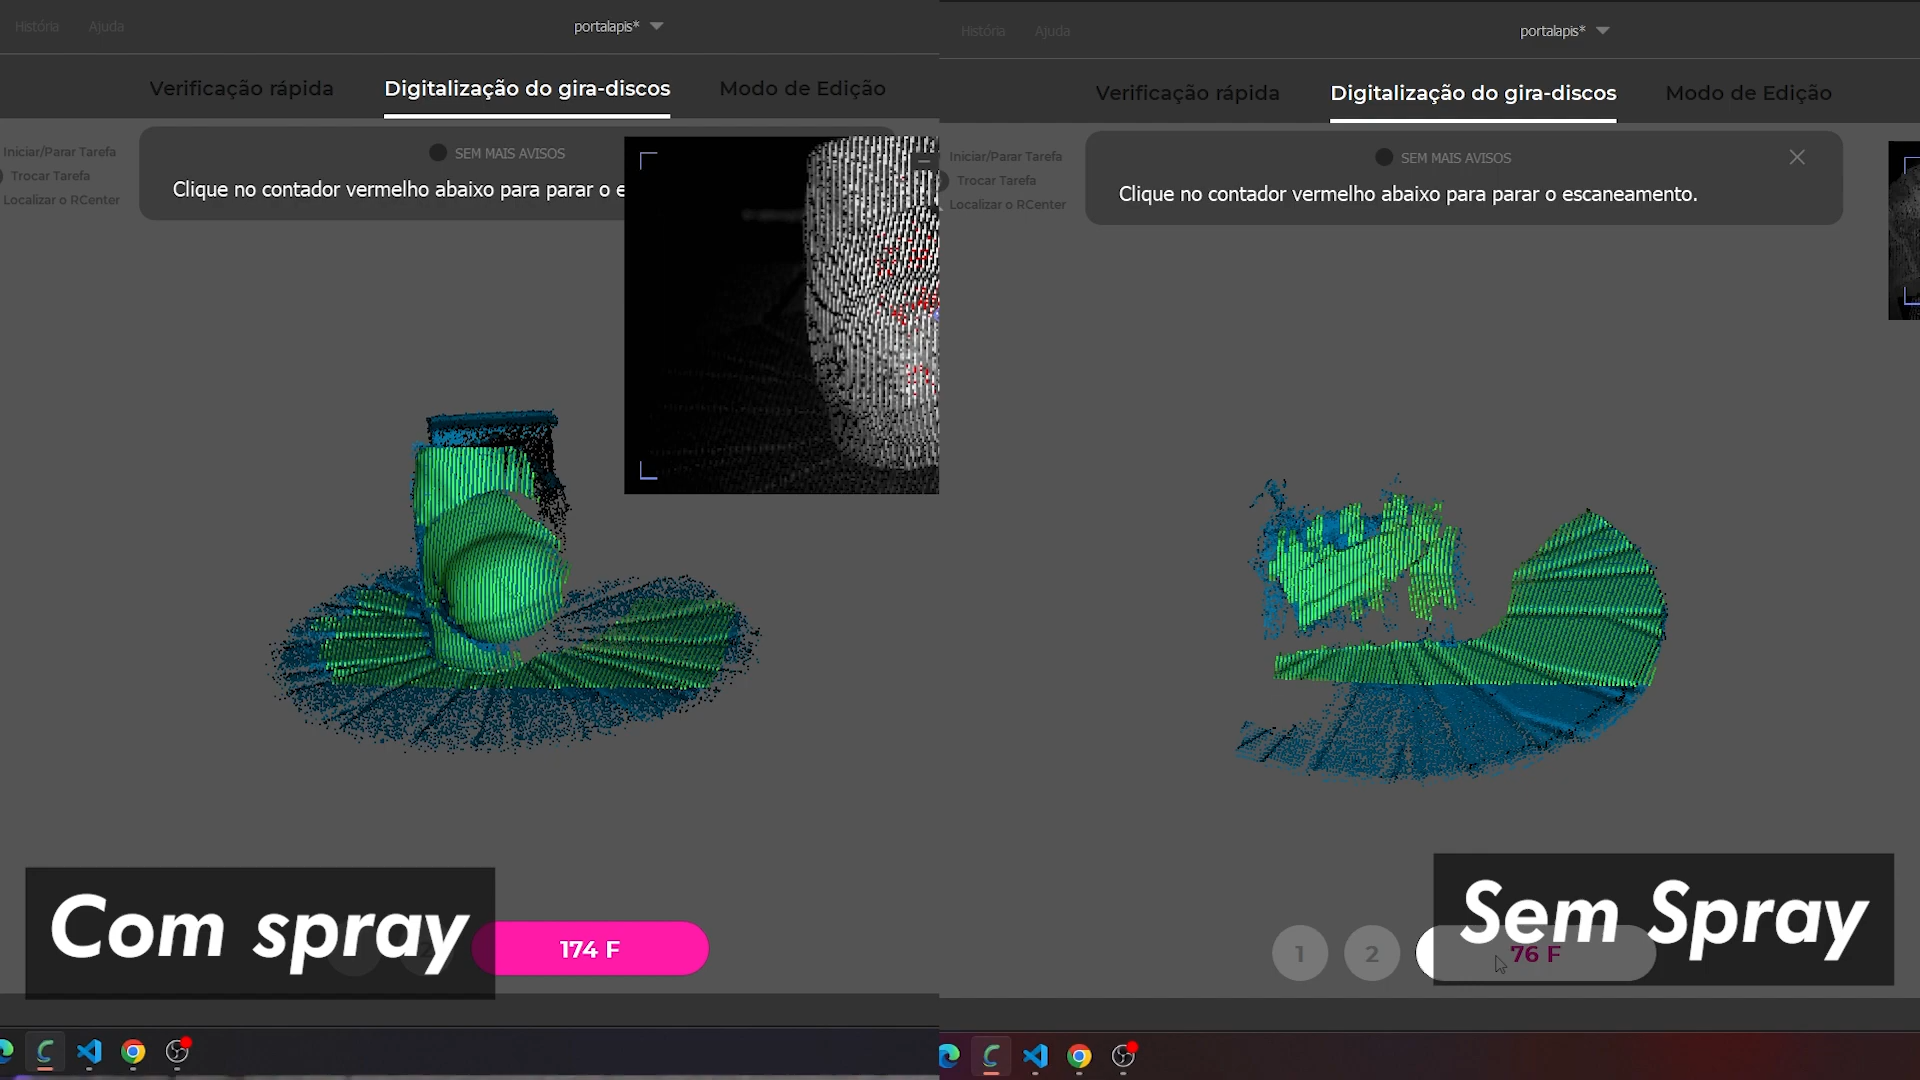 História Ajuda portalapis*
Verificação rápida Digitalização do gira-discos Modo de Edição
SEM MAIS AVISOS
Clique no contador vermelho abaixo para parar o e
Iniciar/Parar Tarefa
Trocar Tarefa
Localizar o RCenter
Com spray
174 F
História Ajuda portalapis*
Verificação rápida Digitalização do gira-discos Modo de Edição
SEM MAIS AVISOS
Clique no contador vermelho abaixo para parar o escaneamento.
Iniciar/Parar Tarefa
Trocar Tarefa
Localizar o RCenter
Sem Spray
1 2 76 F